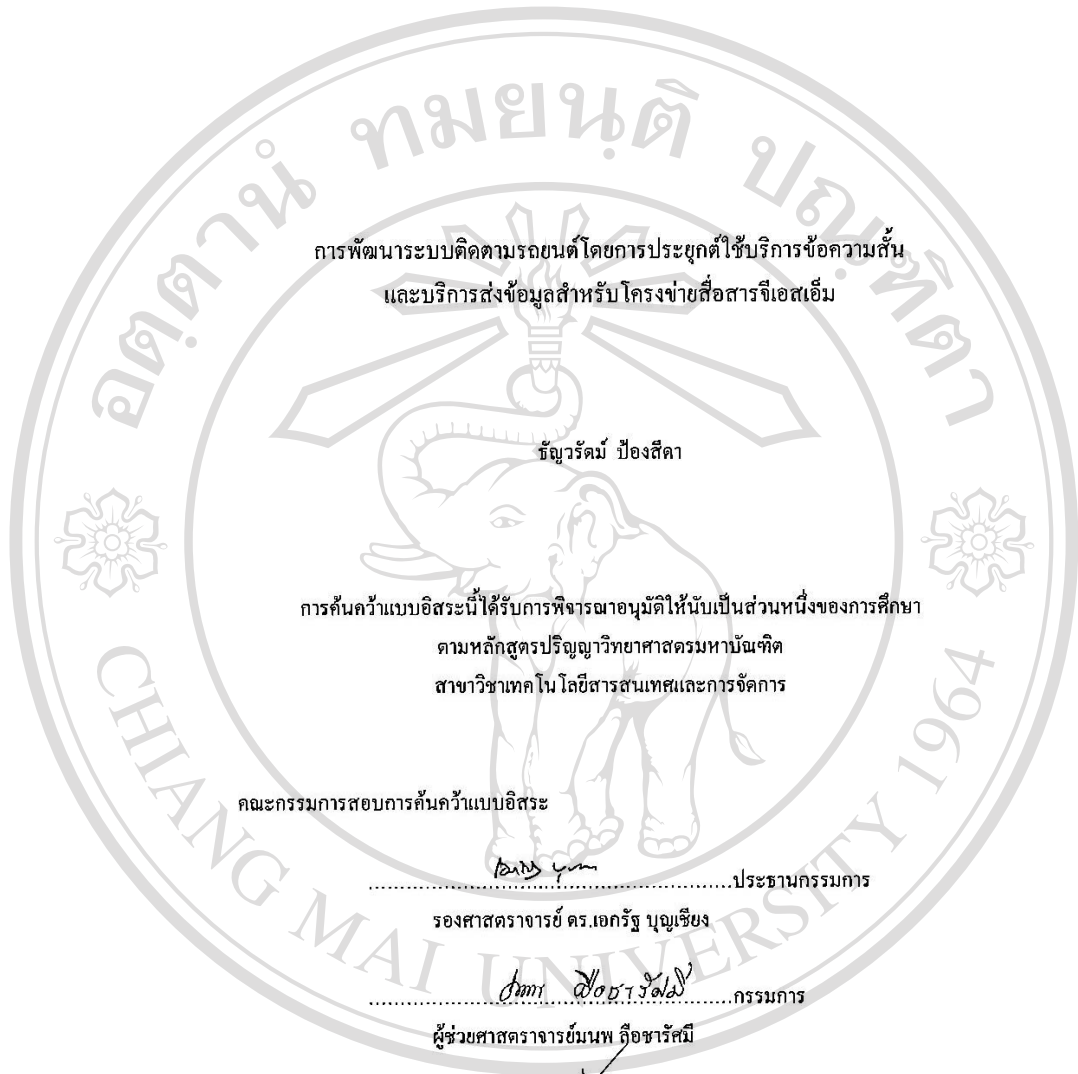 อตฺตานํ ทมยนฺติ ปณฺฑิตา
การพัฒนาระบบติดตามรถยนต์โดยการประยุกต์ใช้บริการข้อความสั้น
และบริการส่งข้อมูลสำหรับโครงข่ายสื่อสารจีเอสเอ็ม
ธัญวรัตม์ ป้องสีดา
การค้นคว้าแบบอิสระนี้ได้รับการพิจารณาอนุมัติให้นับเป็นส่วนหนึ่งของการศึกษา
ตามหลักสูตรปริญญาวิทยาศาสตรมหาบัณฑิต
สาขาวิชาเทคโนโลยีสารสนเทศและการจัดการ
คณะกรรมการสอบการค้นคว้าแบบอิสระ
ประธานกรรมการ
รองศาสตราจารย์ ดร.เอกรัฐ บุญเชียง
กรรมการ
ผู้ช่วยศาสตราจารย์มนพ ลือชารัศมี
CHIANG MAI UNIVERSITY 1964